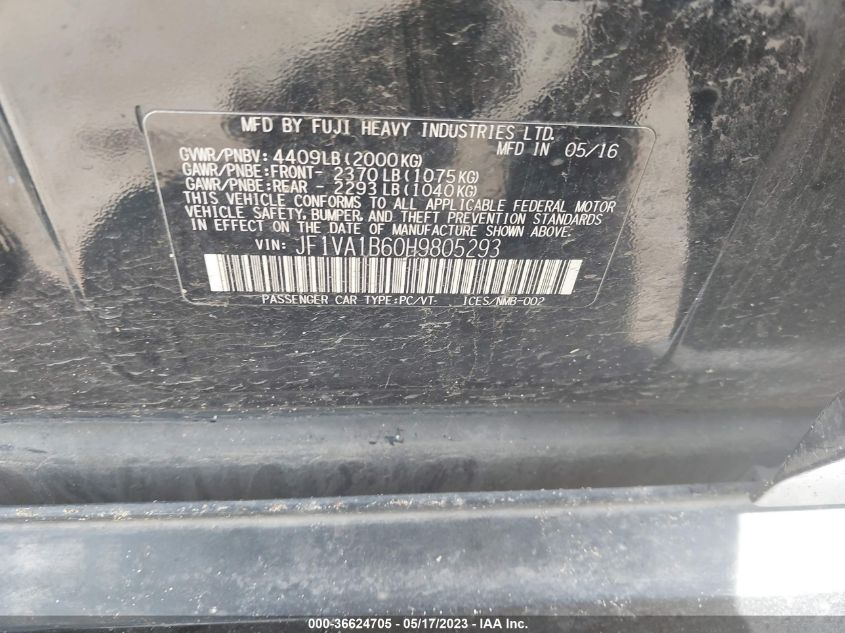 MFD BY FUJI HEAVY INDUSTRIES LTD.
MFD IN 05/16
GVWR/PNBV: 4409LB(2000KG)
GAWR/PNBE:FRONT- 2370LB(1075KG)
GAWR/PNBE:REAR - 2293LB(1040KG)
THIS VEHICLE CONFORMS TO ALL APPLICABLE FEDERAL MOTOR
VEHICLE SAFETY, BUMPER, AND THEFT PREVENTION STANDARDS
IN EFFECT ON THE DATE OF MANUFACTURE SHOWN ABOVE.
VIN: JF1VA1B60H9805293
PASSENGER CAR TYPE:PC/VT- ICES/NMB-002
000-36624705 - 05/17/2023 - IAA Inc.